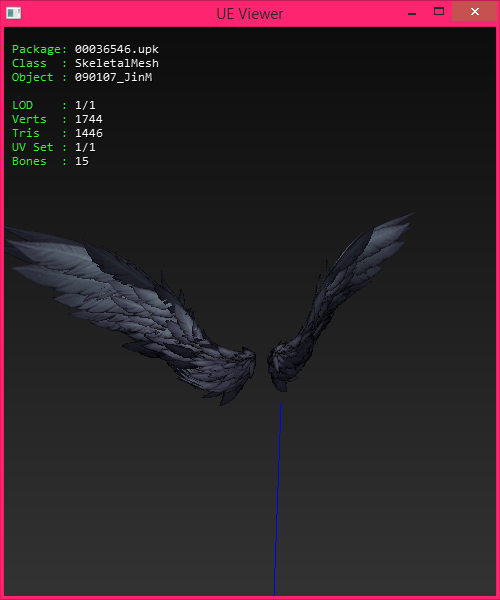 UE Viewer
Package: 00036546.upk
Class : SkeletalMesh
Object : 090107_JinM
LOD : 1/1
Verts : 1744
Tris : 1446
UV Set : 1/1
Bones : 15